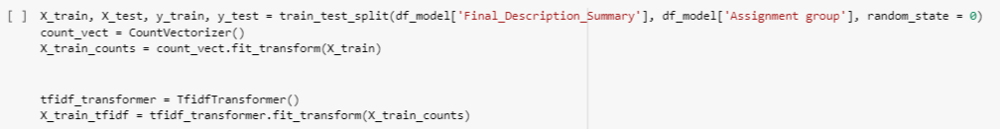 [ ] X_train, X_test, y_train, y_test = train_test_split(df_model['Final_Description_Summary'], df_model['Assignment group'], random_state = 0)
count_vect = CountVectorizer()
X_train_counts = count_vect.fit_transform(X_train)
tfidf_transformer = TfidfTransformer()
X_train_tfidf = tfidf_transformer.fit_transform(X_train_counts)